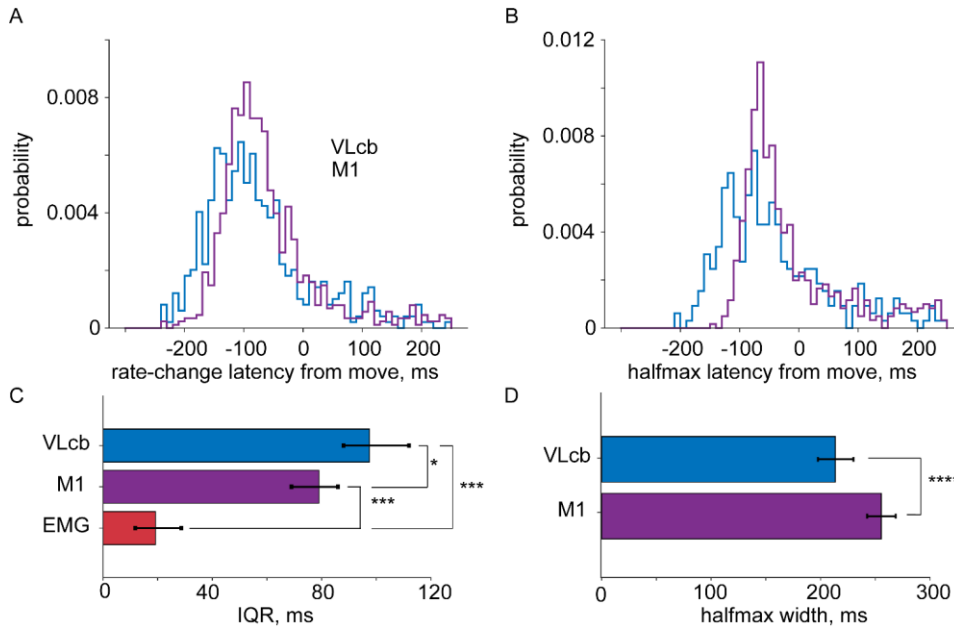 A
0.008
0.004
0
probability
VLcb
M1
-200 -100 0 100 200
rate-change latency from move, ms
B
0.012
0.008
0.004
0
probability
-200 -100 0 100 200
halfmax latency from move, ms
C
VLcb
M1
EMG
*
***
***
0 40 80 120
IQR, ms
D
VLcb
M1
****
0 100 200 300
halfmax width, ms